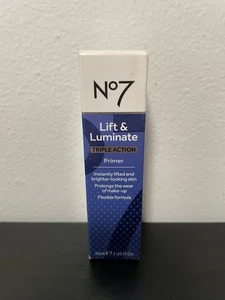 No7
Lift &
Luminate
TRIPLE ACTION
Primer
Instantly lifted and
brighter-looking skin
Prolongs the wear
of make-up
Flexible formula